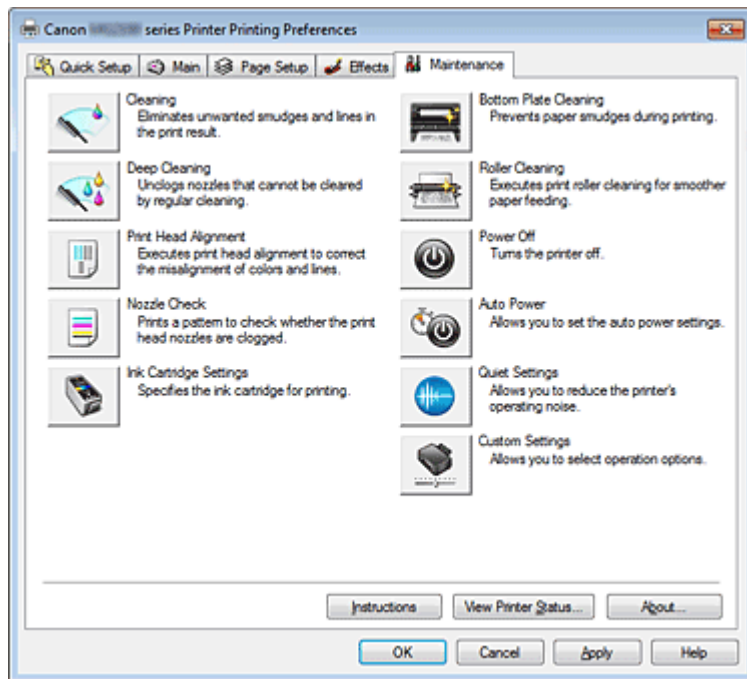 Canon series Printer Printing Preferences
Quick Setup Main Page Setup Effects Maintenance
Cleaning
Eliminates unwanted smudges and lines in
the print result.
Deep Cleaning
Unclogs nozzles that cannot be cleared
by regular cleaning.
Print Head Alignment
Executes print head alignment to correct
the misalignment of colors and lines.
Nozzle Check
Prints a pattern to check whether the print
head nozzles are clogged.
Ink Cartridge Settings
Specifies the ink cartridge for printing.
Bottom Plate Cleaning
Prevents paper smudges during printing.
Roller Cleaning
Executes print roller cleaning for smoother
paper feeding.
Power Off
Turns the printer off.
Auto Power
Allows you to set the auto power settings.
Quiet Settings
Allows you to reduce the printer's
operating noise.
Custom Settings
Allows you to select operation options.
Instructions View Printer Status... About...
OK Cancel Apply Help